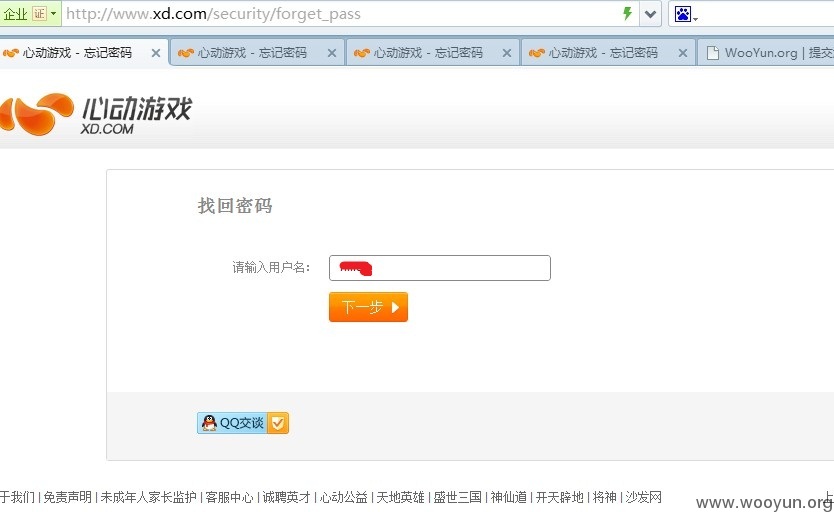 企业 证 http://www.xd.com/security/forget_pass
心动游戏 - 忘记密码 心动游戏 - 忘记密码 心动游戏 - 忘记密码 心动游戏 - 忘记密码 WooYun.org | 提交
心动游戏
XD.COM
找回密码
请输入用户名:
下一步
QQ交谈
于我们 | 免责声明 | 未成年人家长监护 | 客服中心 | 诚聘英才 | 心动公益 | 天地英雄 | 盛世三国 | 神仙道 | 开天辟地 | 将神 | 沙发网
www.wooyun.org